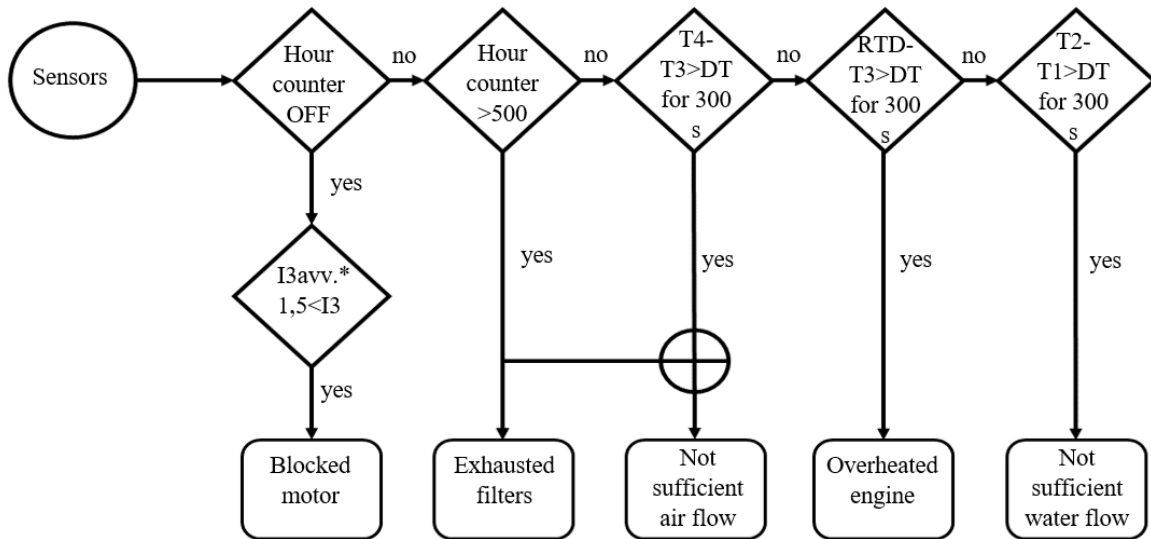 Sensors
Hour
counter
OFF
no
Hour
counter
>500
no
T4-
T3>DT
for 300
s
no
RTD-
T3>DT
for 300
s
no
T2-
T1>DT
for 300
s
yes
I3avv.*
1,5<I3
yes
yes
yes
yes
yes
Blocked
motor
Exhausted
filters
Not
sufficient
air flow
Overheated
engine
Not
sufficient
water flow